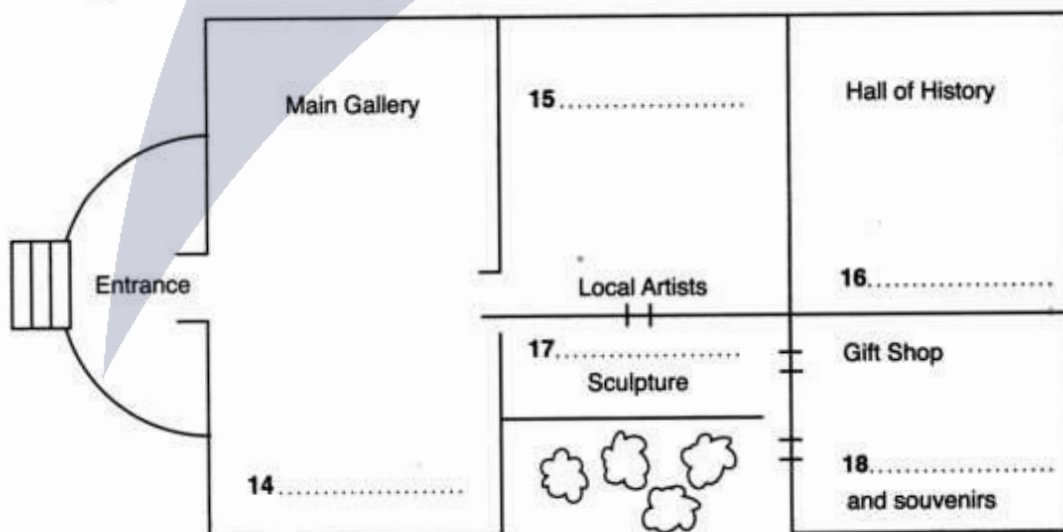 Main Gallery
15....................
Hall of History
Entrance
Local Artists
16....................
17....................
Sculpture
Gift Shop
14....................
18....................
and souvenirs